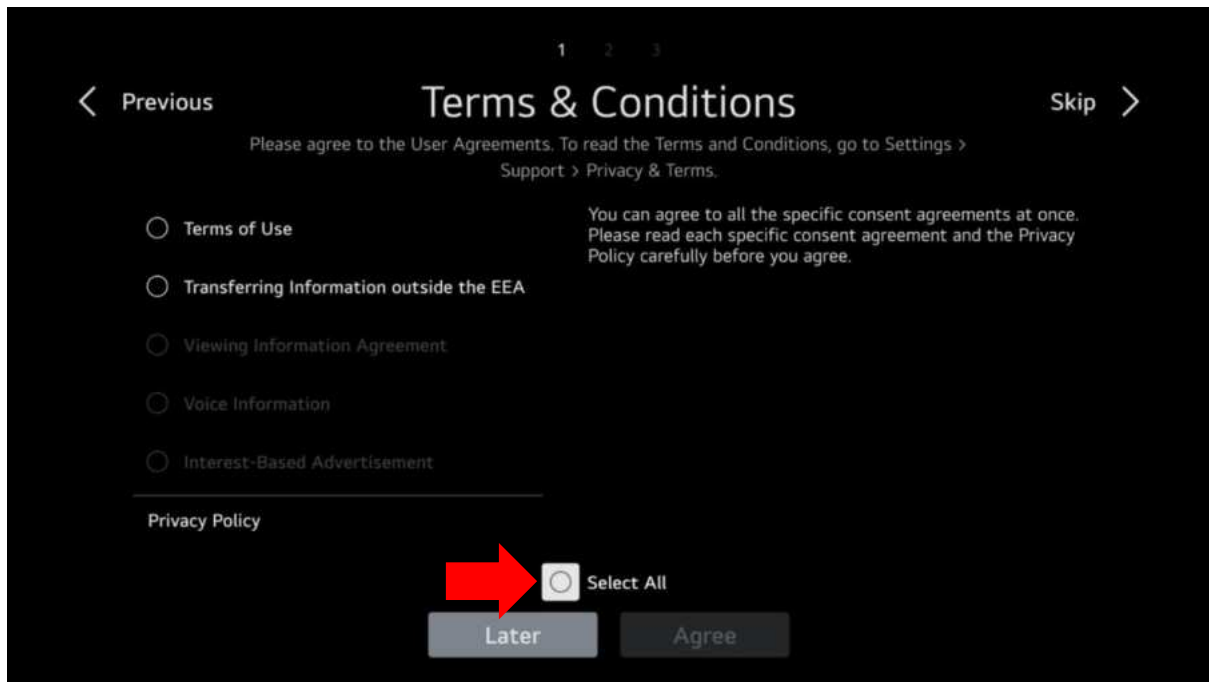 1 2 3
Previous
Terms & Conditions
Skip
Please agree to the User Agreements. To read the Terms and Conditions, go to Settings >
Support > Privacy & Terms.
Terms of Use
Transferring Information outside the EEA
Viewing Information Agreement
Voice Information
Interest-Based Advertisement
Privacy Policy
You can agree to all the specific consent agreements at once.
Please read each specific consent agreement and the Privacy
Policy carefully before you agree.
Select All
Later
Agree